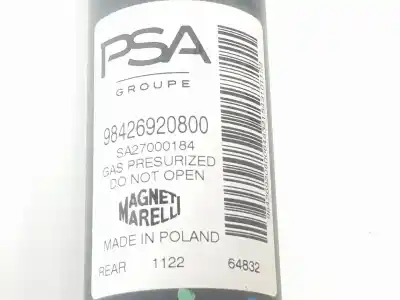 PSA
GROUPE
98426920800
SA27000184
GAS PRESURIZED
DO NOT OPEN
MAGNETI
MARELLI
MADE IN POLAND
REAR 1122 64832